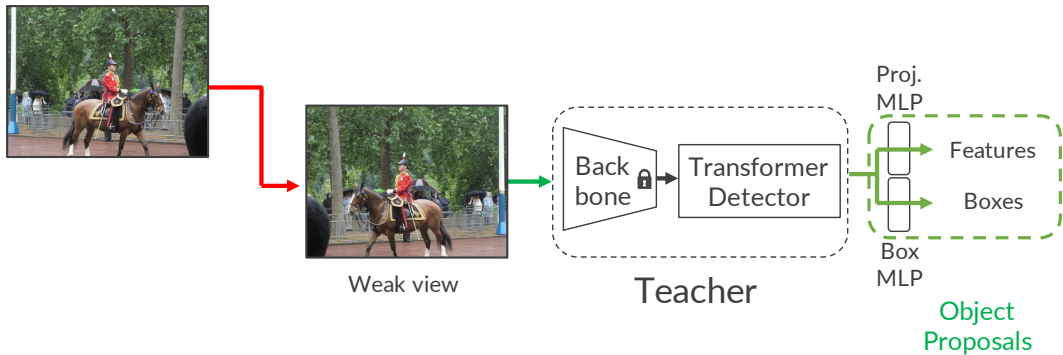 Weak view
Back
bone
Transformer
Detector
Teacher
Proj.
MLP
Features
Boxes
Box
MLP
Object
Proposals